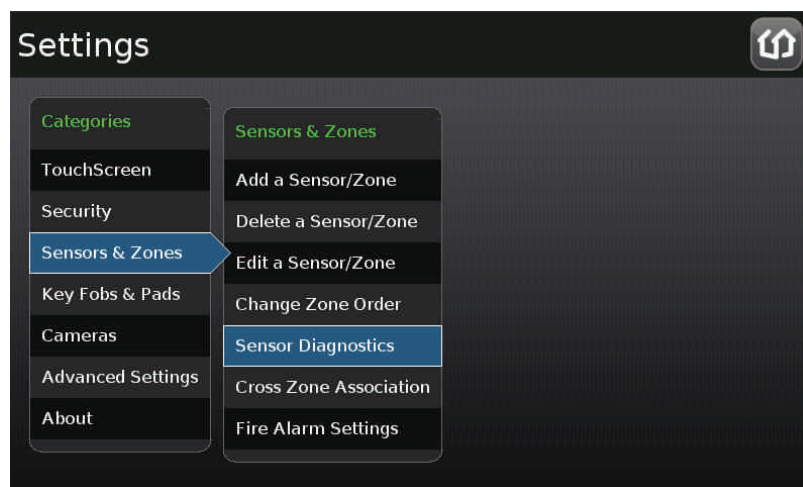 Settings
Categories
TouchScreen
Security
Sensors & Zones
Key Fobs & Pads
Cameras
Advanced Settings
About
Sensors & Zones
Add a Sensor/Zone
Delete a Sensor/Zone
Edit a Sensor/Zone
Change Zone Order
Sensor Diagnostics
Cross Zone Association
Fire Alarm Settings